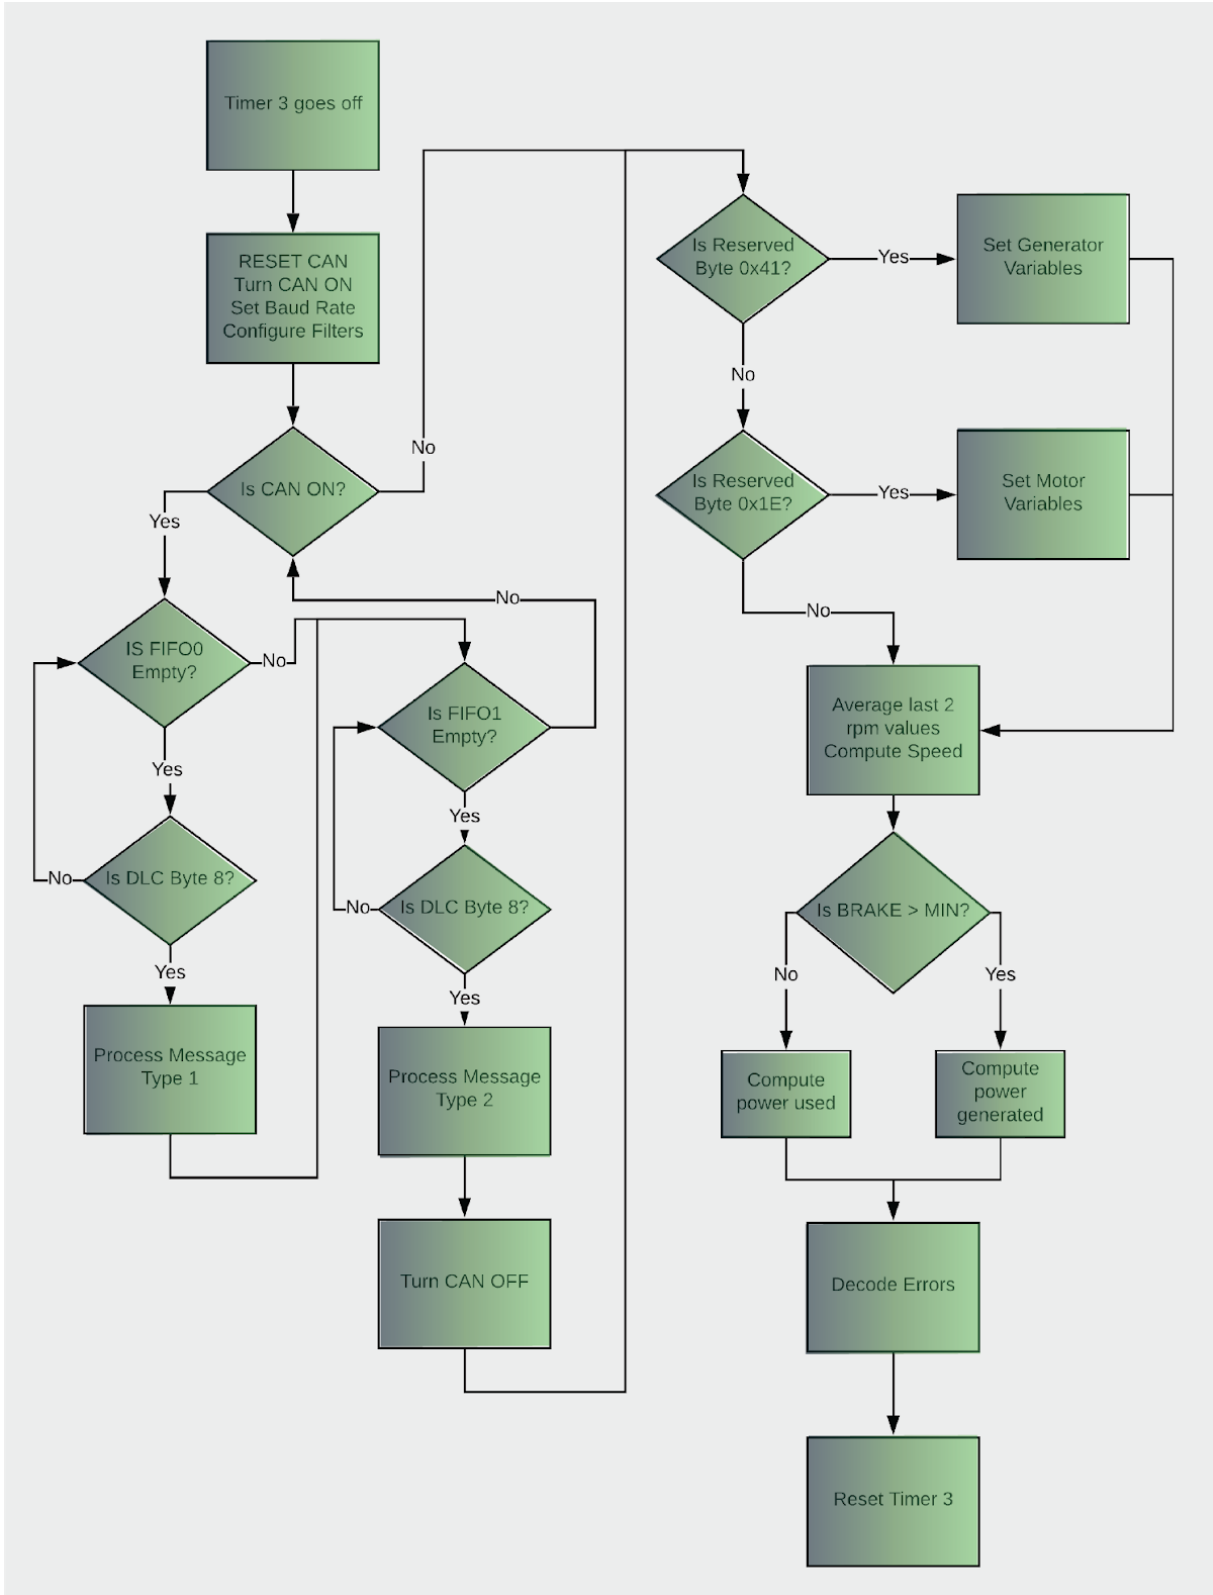 Timer 3 goes off
RESET CAN
Turn CAN ON
Set Baud Rate
Configure Filters
Is CAN ON?
Yes
No
IS FIFO0
Empty?
No
Yes
Is DLC Byte 8?
No
Yes
Process Message
Type 1
No
Is FIFO1
Empty?
Yes
Is DLC Byte 8?
No
Yes
Process Message
Type 2
Turn CAN OFF
Is Reserved
Byte 0x41?
Yes
Set Generator
Variables
No
Is Reserved
Byte 0x1E?
Yes
Set Motor
Variables
No
Average last 2
rpm values
Compute Speed
Is BRAKE > MIN?
No
Yes
Compute
power used
Compute
power
generated
Decode Errors
Reset Timer 3